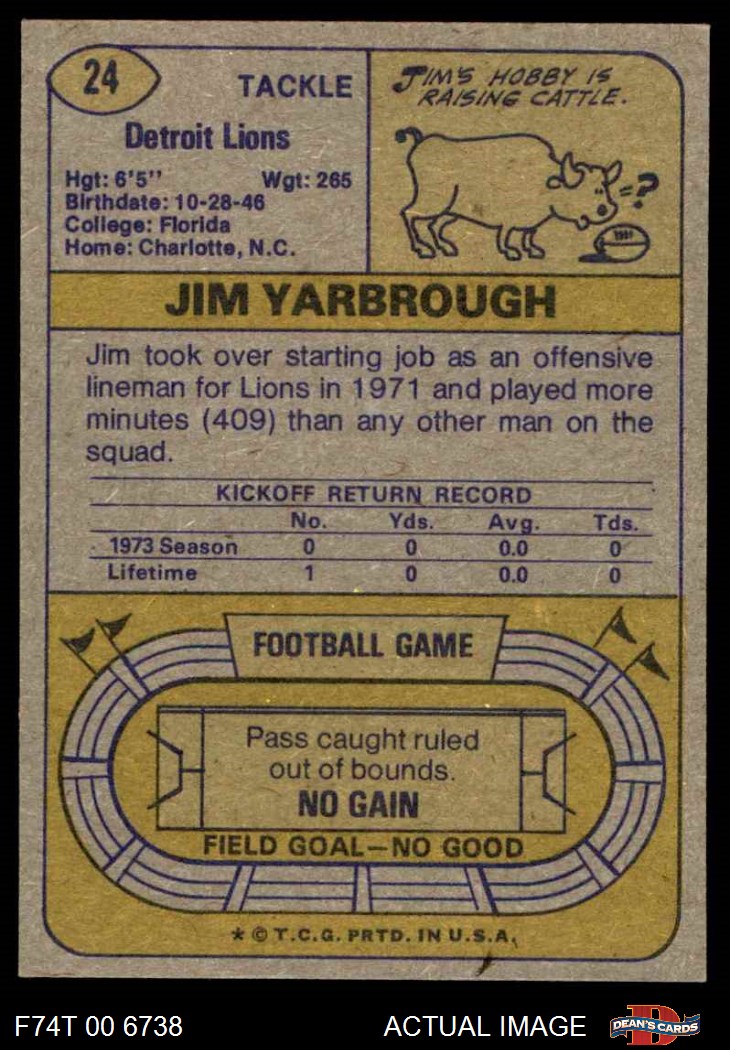 24
TACKLE
Detroit Lions
Hgt: 6'5" Wgt: 265
Birthdate: 10-28-46
College: Florida
Home: Charlotte, N.C.
JIM'S HOBBY IS
RAISING CATTLE.
=?
JIM YARBROUGH
Jim took over starting job as an offensive
lineman for Lions in 1971 and played more
minutes (409) than any other man on the
squad.
KICKOFF RETURN RECORD
No. Yds. Avg. Tds.
1973 Season 0 0 0.0 0
Lifetime 1 0 0.0 0
FOOTBALL GAME
Pass caught ruled
out of bounds.
NO GAIN
FIELD GOAL—NO GOOD
* © T.C.G. PRTD. IN U.S.A.
F74T 00 6738 ACTUAL IMAGE
D
DEAN'S CARDS